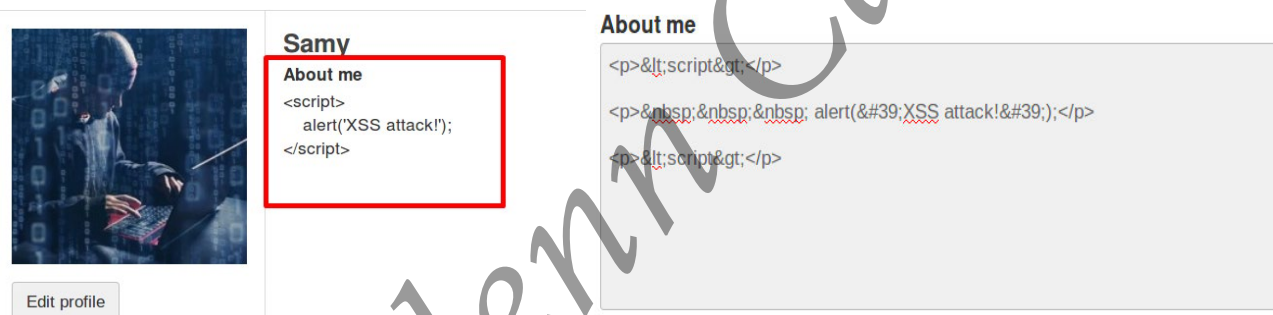 Samy
About me
<script>
alert('XSS attack!');
</script>
Edit profile
About me
<p>&lt;script&gt;</p>
<p>&nbsp;&nbsp;&nbsp; alert(&#39;XSS attack!&#39;);</p>
<p>&lt;script&gt;</p>